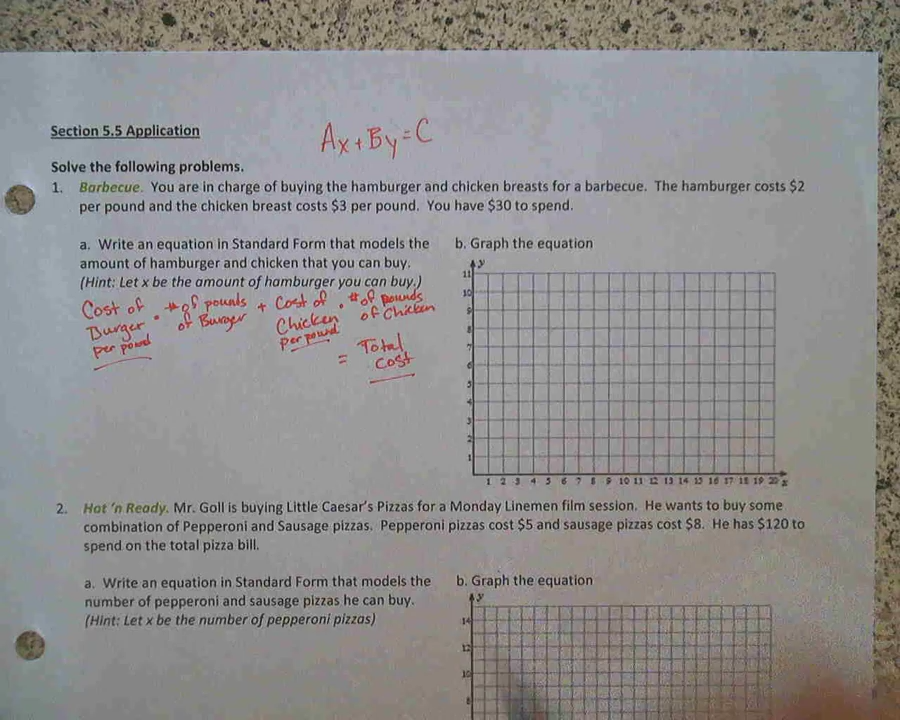 Section 5.5 Application
Ax + By = C
Solve the following problems.
1. Barbecue. You are in charge of buying the hamburger and chicken breasts for a barbecue. The hamburger costs $2
per pound and the chicken breast costs $3 per pound. You have $30 to spend.
a. Write an equation in Standard Form that models the
amount of hamburger and chicken that you can buy.
(Hint: Let x be the amount of hamburger you can buy.)
Cost of Burger per pound • # of pounds of Burger + Cost of Chicken per pound • # of pounds of Chicken
= Total Cost
b. Graph the equation
y
11
10
9
8
7
6
5
4
3
2
1
1 2 3 4 5 6 7 8 9 10 11 12 13 14 15 16 17 18 19 20 x
2. Hot 'n Ready. Mr. Goll is buying Little Caesar's Pizzas for a Monday Linemen film session. He wants to buy some
combination of Pepperoni and Sausage pizzas. Pepperoni pizzas cost $5 and sausage pizzas cost $8. He has $120 to
spend on the total pizza bill.
a. Write an equation in Standard Form that models the
number of pepperoni and sausage pizzas he can buy.
(Hint: Let x be the number of pepperoni pizzas)
b. Graph the equation
y
14
12
10
8